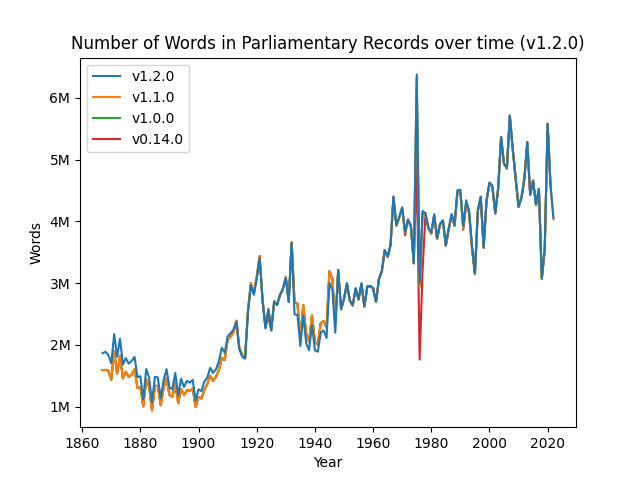 Number of Words in Parliamentary Records over time (v1.2.0)
v1.2.0
v1.1.0
v1.0.0
v0.14.0
6M
5M
4M
3M
2M
1M
Words
1860 1880 1900 1920 1940 1960 1980 2000 2020
Year